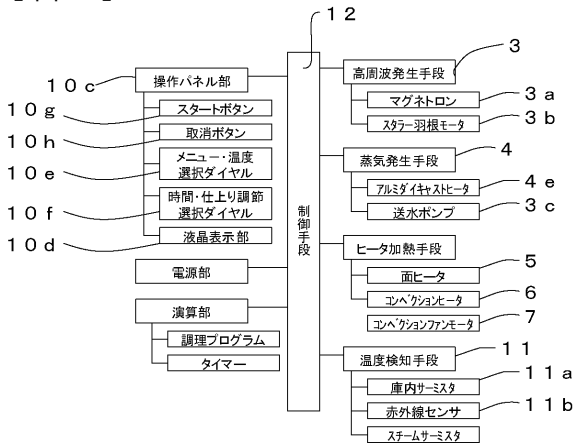 12
操作パネル部
10c
スタートボタン
10g
取消ボタン
10h
メニュー・温度
選択ダイヤル
10e
時間・仕上り調節
選択ダイヤル
10f
液晶表示部
10d
電源部
演算部
調理プログラム
タイマー
制御手段
高周波発生手段
3
マグネトロン
3a
スタラー羽根モータ
3b
蒸気発生手段
4
アルミダイキャストヒータ
4e
送水ポンプ
3c
ヒータ加熱手段
面ヒータ
5
コンベクションヒータ
6
コンベクションファンモータ
7
温度検知手段
11
庫内サーミスタ
11a
赤外線センサ
11b
スチームサーミスタ